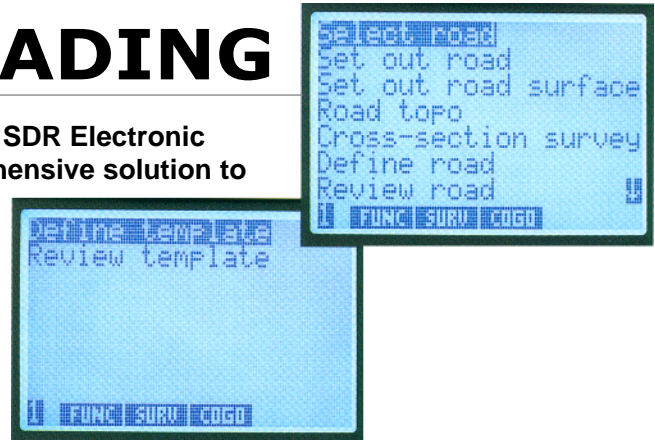 ADING
SDR Electronic
hensive solution to
Select road
Set out road
Set out road surface
Road topo
Cross-section survey
Define road
Review road
FUNC SURV COGO
Define template
Review template
FUNC SURV COGO